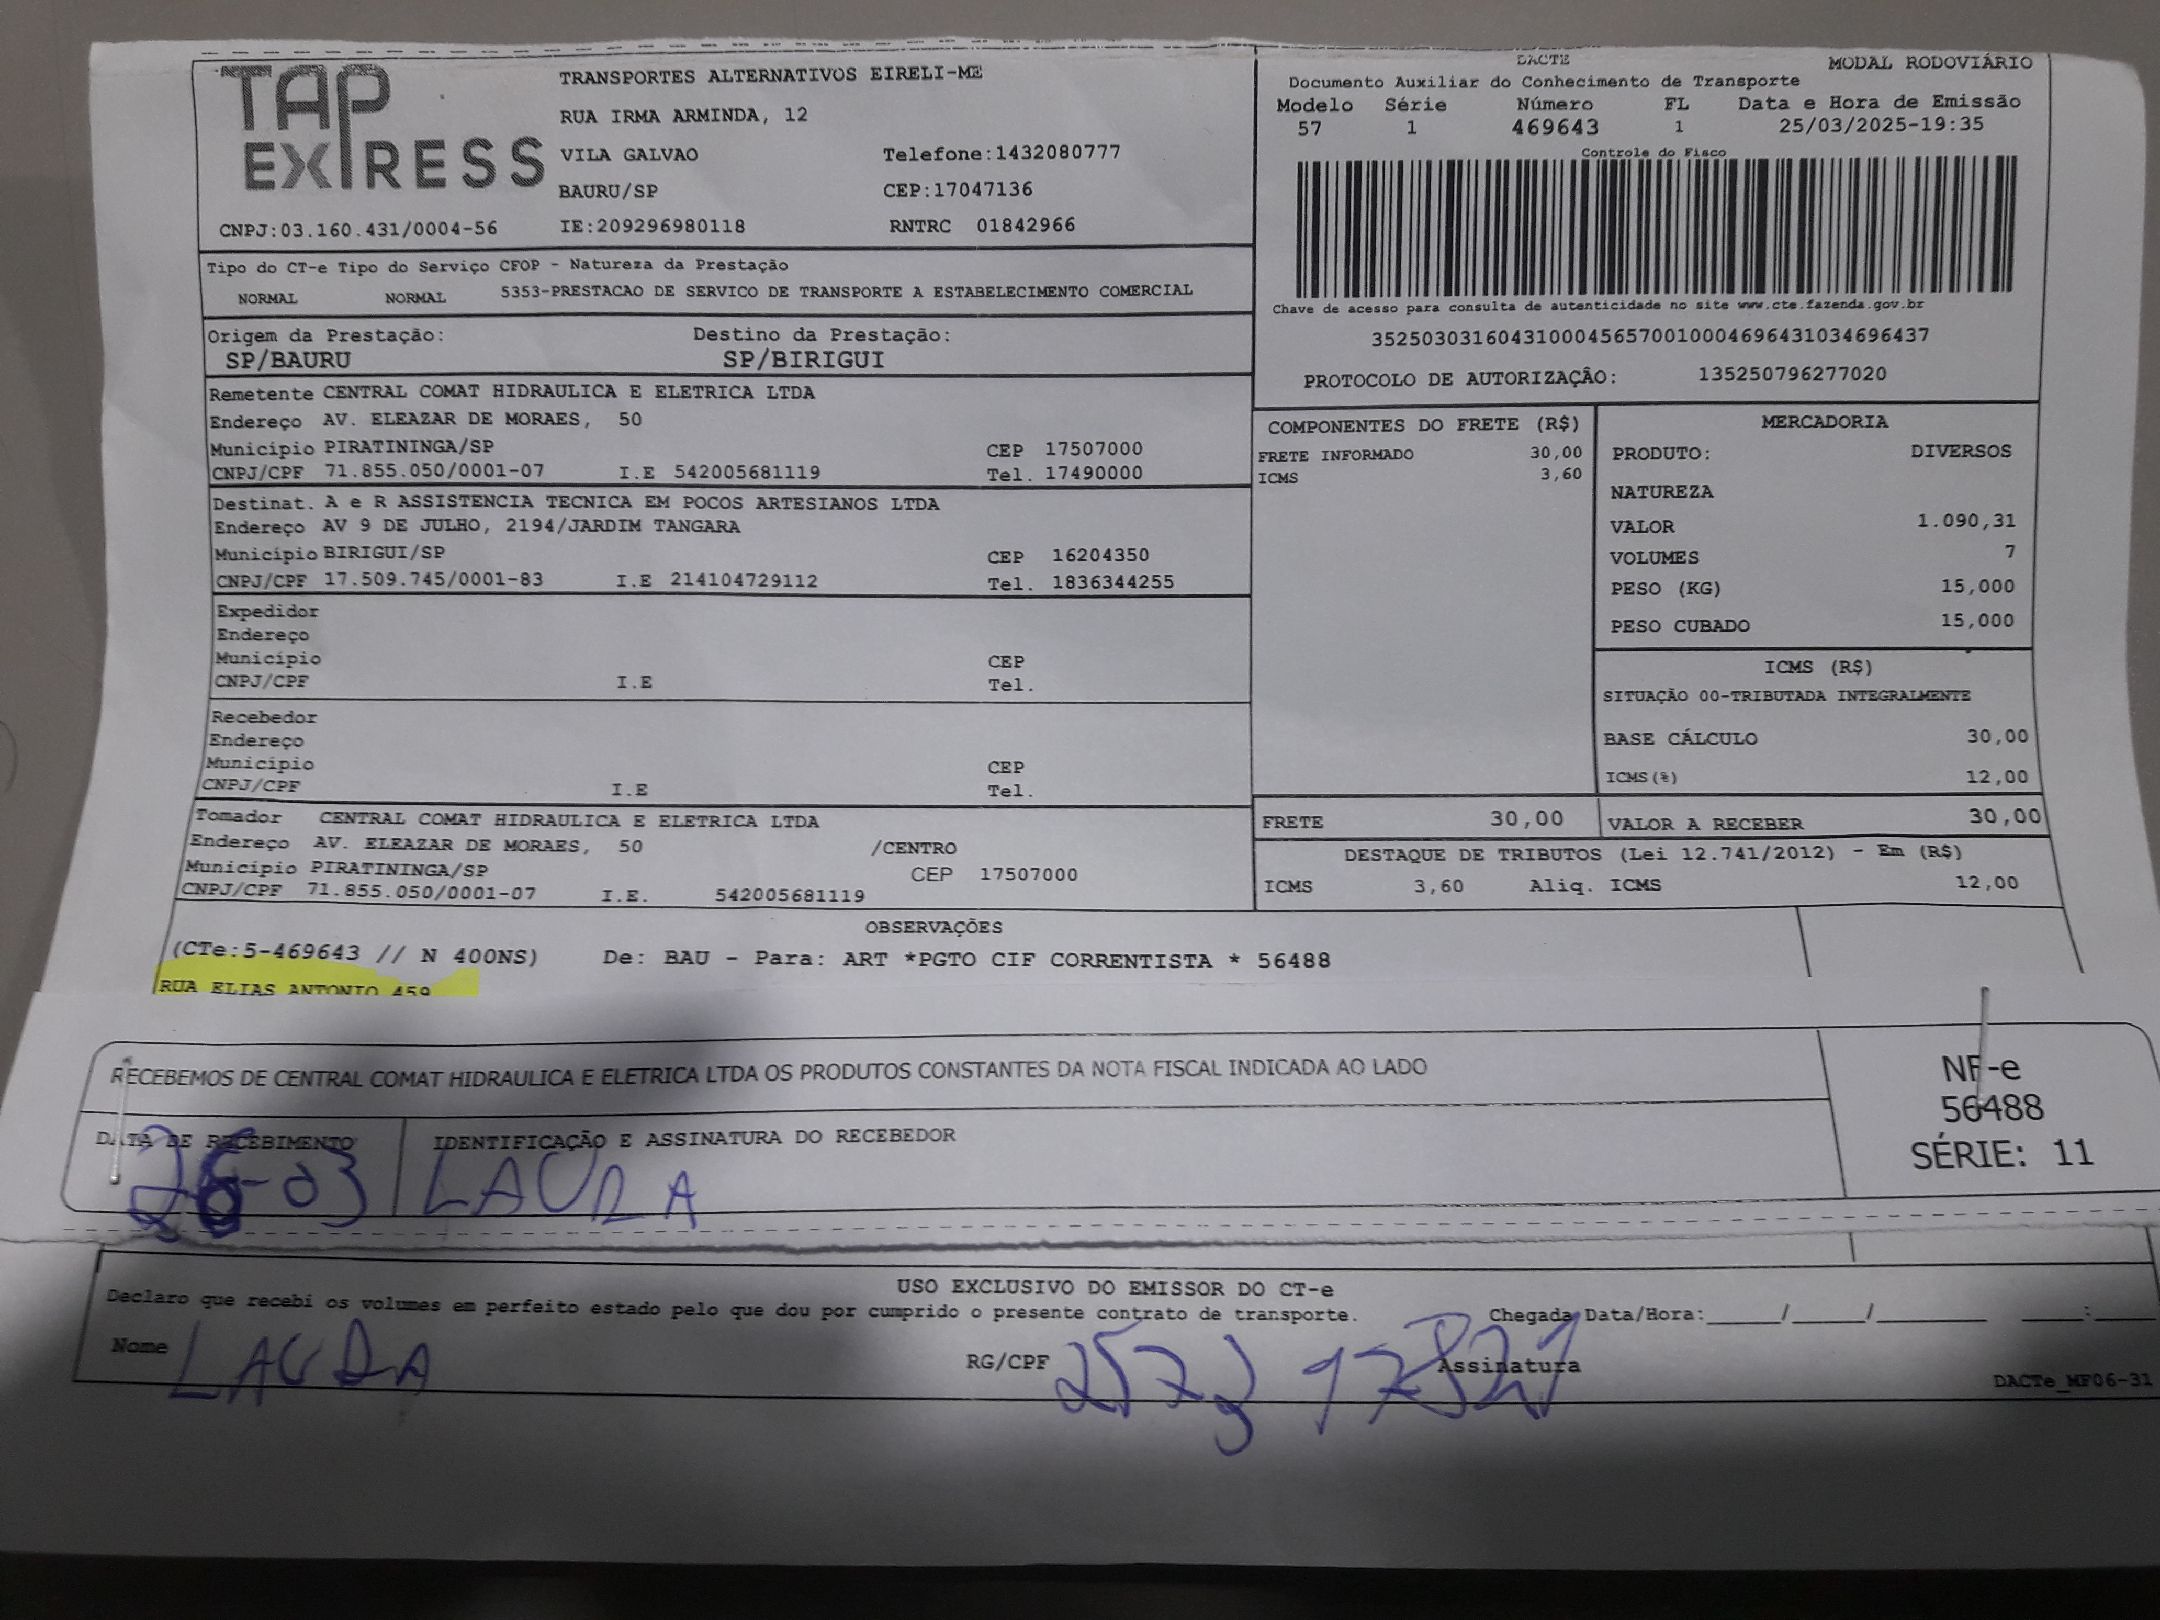 TAP EXPRESS
TRANSPORTES ALTERNATIVOS EIRELI-ME
RUA IRMA ARMINDA, 12
VILA GALVAO Telefone:1432080777
BAURU/SP CEP:17047136
CNPJ:03.160.431/0004-56 IE:209296980118 RNTRC 01842966
DACTE MODAL RODOVIÁRIO
Documento Auxiliar do Conhecimento de Transporte
Modelo Série Número FL Data e Hora de Emissão
57 1 469643 1 25/03/2025-19:35
Controle do Fisco
Chave de acesso para consulta de autenticidade no site www.cte.fazenda.gov.br
35250303160431000456570010004696431034696437
PROTOCOLO DE AUTORIZAÇÃO: 135250796277020
Tipo do CT-e Tipo do Serviço CFOP - Natureza da Prestação
NORMAL NORMAL 5353-PRESTACAO DE SERVICO DE TRANSPORTE A ESTABELECIMENTO COMERCIAL
Origem da Prestação: Destino da Prestação:
SP/BAURU SP/BIRIGUI
Remetente CENTRAL COMAT HIDRAULICA E ELETRICA LTDA
Endereço AV. ELEAZAR DE MORAES, 50
Município PIRATININGA/SP CEP 17507000
CNPJ/CPF 71.855.050/0001-07 I.E 542005681119 Tel. 17490000
Destinat. A e R ASSISTENCIA TECNICA EM POCOS ARTESIANOS LTDA
Endereço AV 9 DE JULHO, 2194/JARDIM TANGARA
Município BIRIGUI/SP CEP 16204350
CNPJ/CPF 17.509.745/0001-83 I.E 214104729112 Tel. 1836344255
Expedidor
Endereço
Município CEP
CNPJ/CPF I.E Tel.
Recebedor
Endereço
Município CEP
CNPJ/CPF I.E Tel.
Tomador CENTRAL COMAT HIDRAULICA E ELETRICA LTDA
Endereço AV. ELEAZAR DE MORAES, 50 /CENTRO
Município PIRATININGA/SP CEP 17507000
CNPJ/CPF 71.855.050/0001-07 I.E. 542005681119
COMPONENTES DO FRETE (R$)
FRETE INFORMADO 30,00
ICMS 3,60
MERCADORIA
PRODUTO: DIVERSOS
NATUREZA
VALOR 1.090,31
VOLUMES 7
PESO (KG) 15,000
PESO CUBADO 15,000
ICMS (R$)
SITUAÇÃO 00-TRIBUTADA INTEGRALMENTE
BASE CÁLCULO 30,00
ICMS(%) 12,00
FRETE 30,00 VALOR A RECEBER 30,00
DESTAQUE DE TRIBUTOS (Lei 12.741/2012) - Em (R$)
ICMS 3,60 Aliq. ICMS 12,00
OBSERVAÇÕES
(CTe:5-469643 // N 400NS) De: BAU - Para: ART *PGTO CIF CORRENTISTA * 56488
RUA ELIAS ANTONIO 459
RECEBEMOS DE CENTRAL COMAT HIDRAULICA E ELETRICA LTDA OS PRODUTOS CONSTANTES DA NOTA FISCAL INDICADA AO LADO
NF-e
56488
SÉRIE: 11
DATA DE RECEBIMENTO IDENTIFICAÇÃO E ASSINATURA DO RECEBEDOR
26-03 LAURA
USO EXCLUSIVO DO EMISSOR DO CT-e
Declaro que recebi os volumes em perfeito estado pelo que dou por cumprido o presente contrato de transporte. Chegada Data/Hora:_____/_____/_______ ____:____
Nome LAURA RG/CPF Assinatura
DACTe_MF06-31